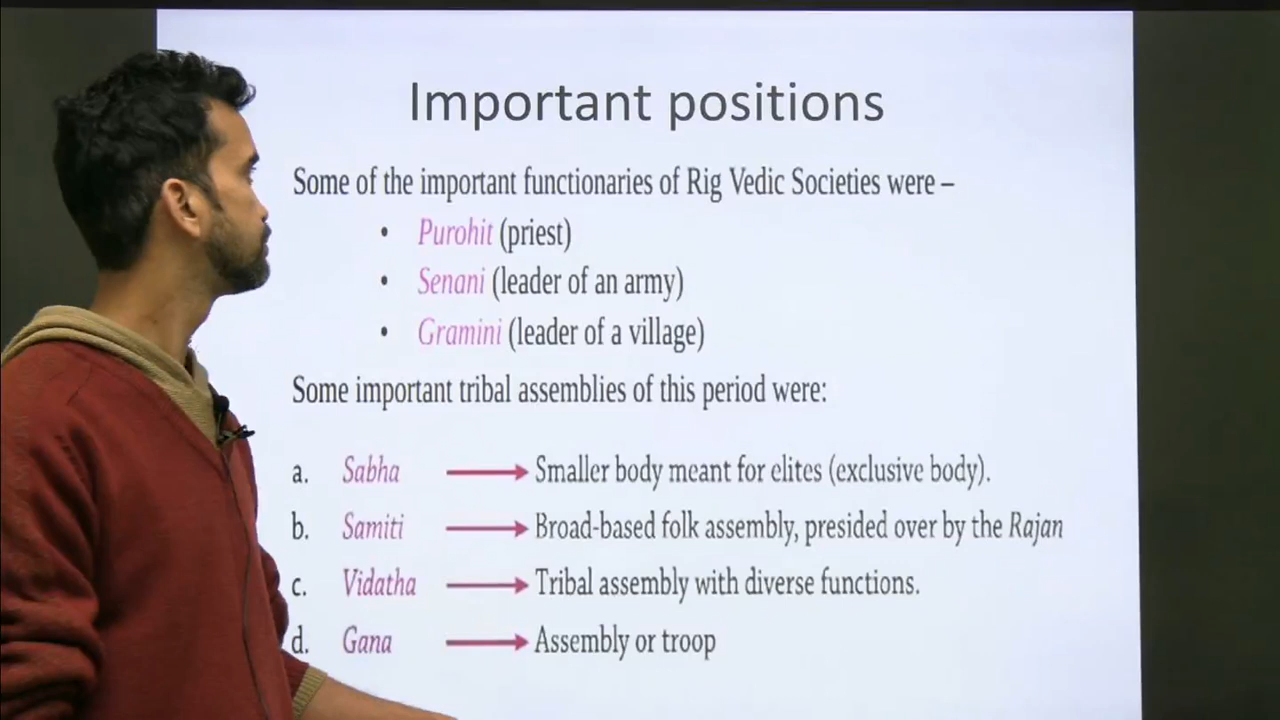 Important positions
Some of the important functionaries of Rig Vedic Societies were –
• Purohit (priest)
• Senani (leader of an army)
• Gramini (leader of a village)
Some important tribal assemblies of this period were:
a. Sabha → Smaller body meant for elites (exclusive body).
b. Samiti → Broad-based folk assembly, presided over by the Rajan
c. Vidatha → Tribal assembly with diverse functions.
d. Gana → Assembly or troop